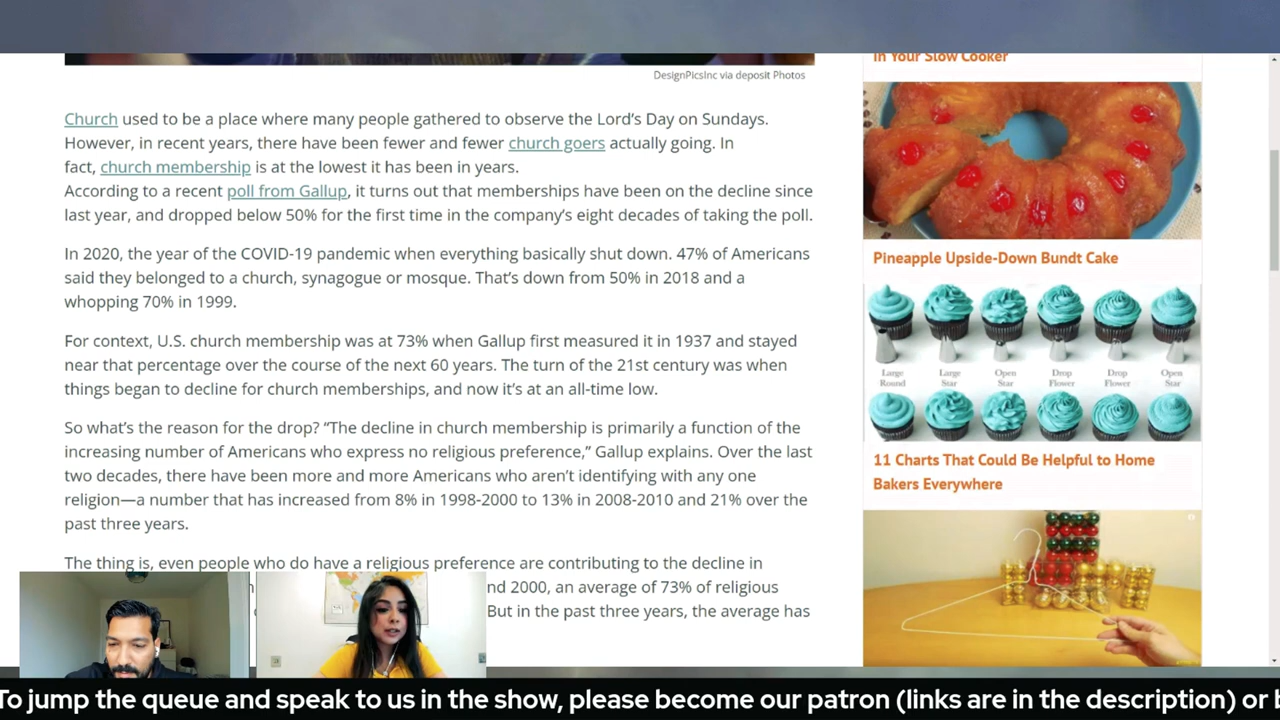 DesignPicsInc via deposit Photos
Church used to be a place where many people gathered to observe the Lord's Day on Sundays.
However, in recent years, there have been fewer and fewer church goers actually going. In
fact, church membership is at the lowest it has been in years.
According to a recent poll from Gallup, it turns out that memberships have been on the decline since
last year, and dropped below 50% for the first time in the company's eight decades of taking the poll.
In 2020, the year of the COVID-19 pandemic when everything basically shut down. 47% of Americans
said they belonged to a church, synagogue or mosque. That's down from 50% in 2018 and a
whopping 70% in 1999.
For context, U.S. church membership was at 73% when Gallup first measured it in 1937 and stayed
near that percentage over the course of the next 60 years. The turn of the 21st century was when
things began to decline for church memberships, and now it's at an all-time low.
So what's the reason for the drop? “The decline in church membership is primarily a function of the
increasing number of Americans who express no religious preference,” Gallup explains. Over the last
two decades, there have been more and more Americans who aren't identifying with any one
religion—a number that has increased from 8% in 1998-2000 to 13% in 2008-2010 and 21% over the
past three years.
The thing is, even people who do have a religious preference are contributing to the decline in
nd 2000, an average of 73% of religious
But in the past three years, the average has
in Your Slow Cooker
Pineapple Upside-Down Bundt Cake
Large Round
Large Star
Open Star
Drop Flower
Drop Flower
Open Star
11 Charts That Could Be Helpful to Home
Bakers Everywhere
To jump the queue and speak to us in the show, please become our patron (links are in the description) or b